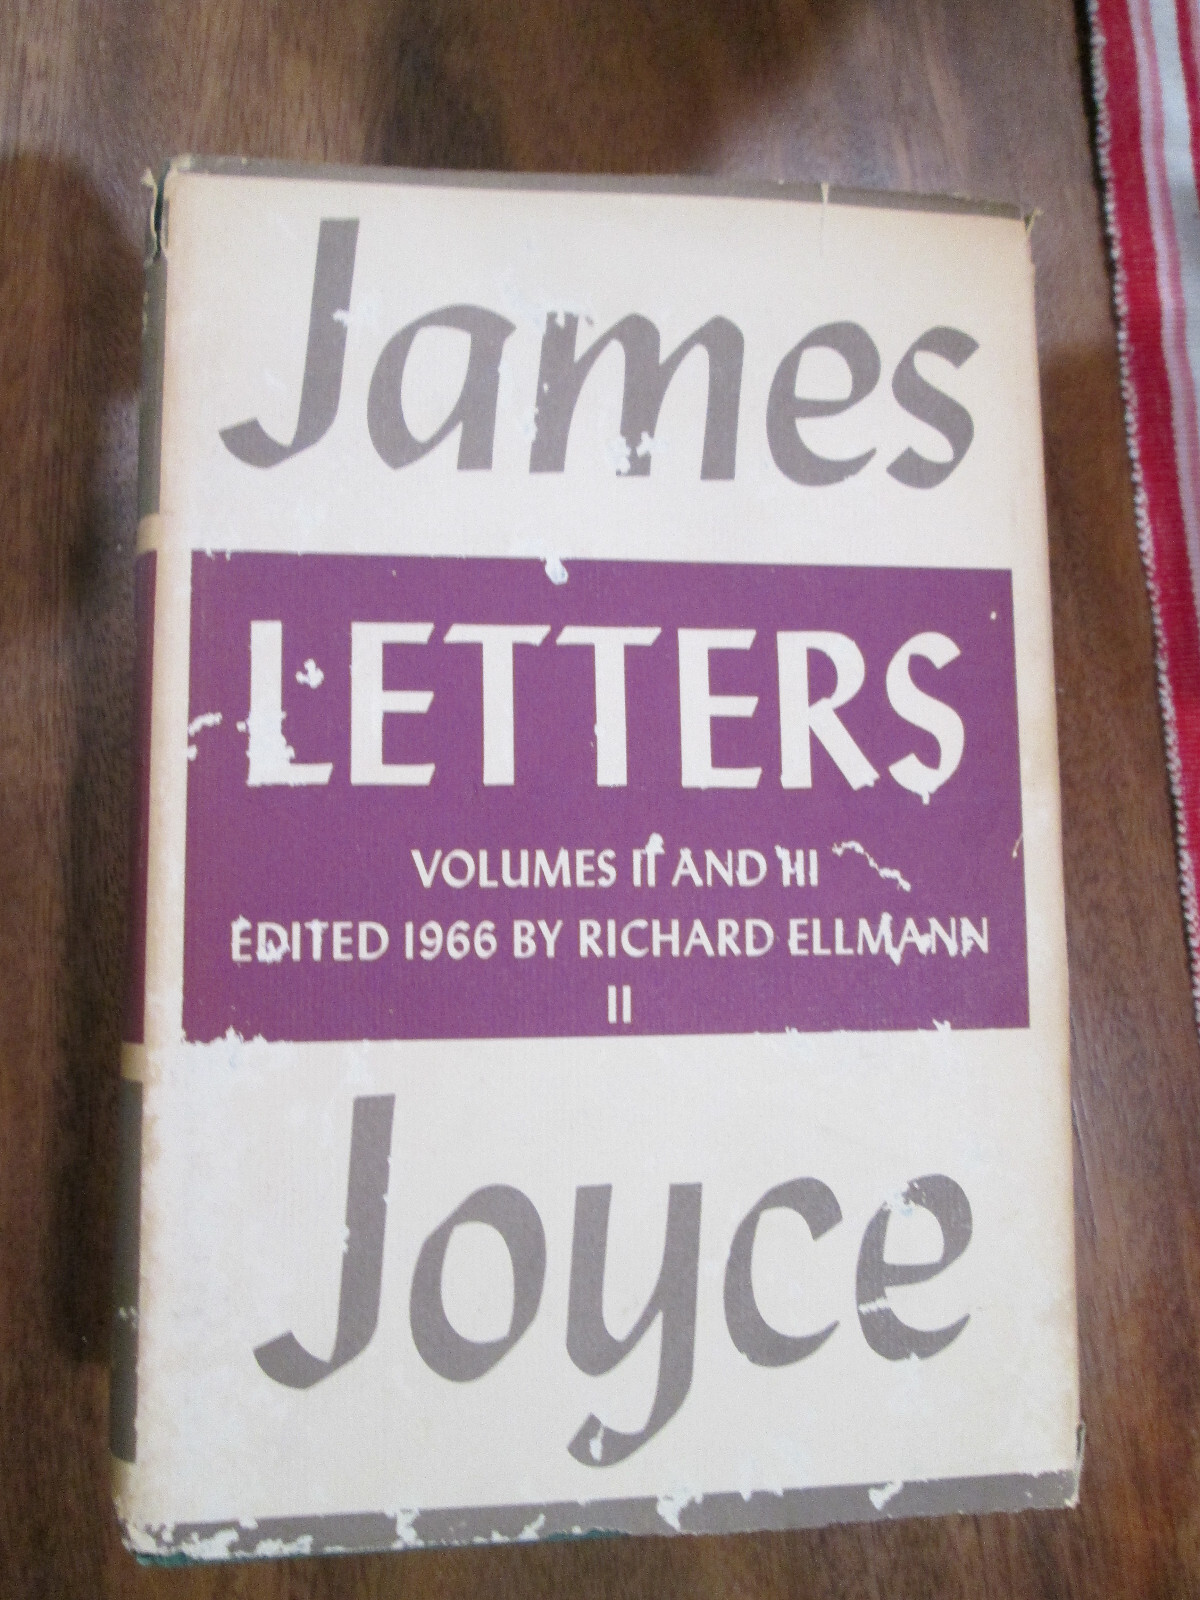 James
LETTERS
VOLUMES II AND III
EDITED 1966 BY RICHARD ELLMANN
II
Joyce